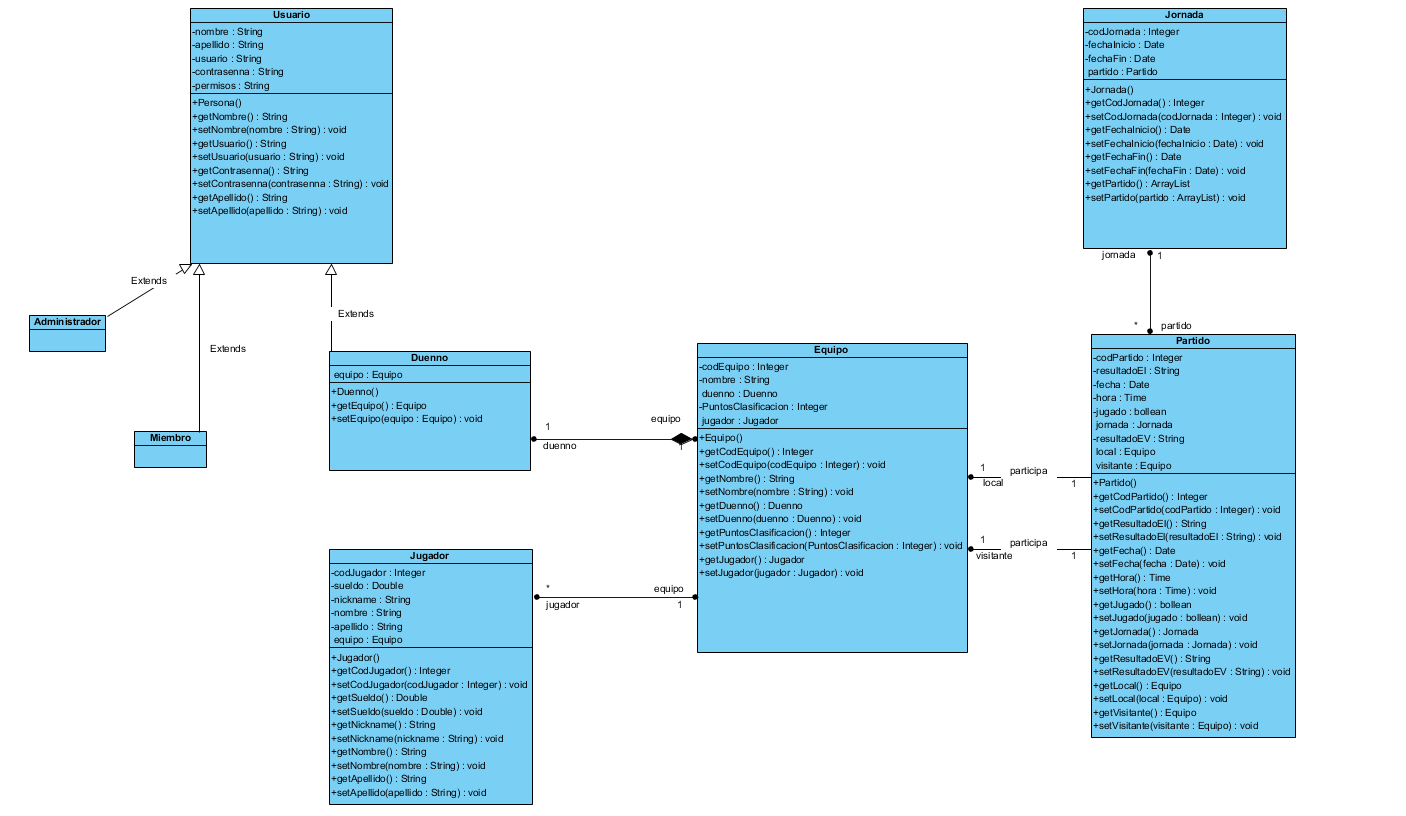 Usuario
-nombre : String
-apellido : String
-usuario : String
-contrasenna : String
-permisos : String
+Persona()
+getNombre() : String
+setNombre(nombre : String) : void
+getUsuario() : String
+setUsuario(usuario : String) : void
+getContrasenna() : String
+setContrasenna(contrasenna : String) : void
+getApellido() : String
+setApellido(apellido : String) : void
Extends
Extends
Extends
Administrador
Miembro
Duenno
equipo : Equipo
+Duenno()
+getEquipo() : Equipo
+setEquipo(equipo : Equipo) : void
1
duenno
equipo
1
Jugador
-codJugador : Integer
-sueldo : Double
-nickname : String
-nombre : String
-apellido : String
equipo : Equipo
+Jugador()
+getCodJugador() : Integer
+setCodJugador(codJugador : Integer) : void
+getSueldo() : Double
+setSueldo(sueldo : Double) : void
+getNickname() : String
+setNickname(nickname : String) : void
+getNombre() : String
+setNombre(nombre : String) : void
+getApellido() : String
+setApellido(apellido : String) : void
*
jugador
equipo
1
Equipo
-codEquipo : Integer
-nombre : String
duenno : Duenno
-PuntosClasificacion : Integer
jugador : Jugador
+Equipo()
+getCodEquipo() : Integer
+setCodEquipo(codEquipo : Integer) : void
+getNombre() : String
+setNombre(nombre : String) : void
+getDuenno() : Duenno
+setDuenno(duenno : Duenno) : void
+getPuntosClasificacion() : Integer
+setPuntosClasificacion(PuntosClasificacion : Integer) : void
+getJugador() : Jugador
+setJugador(jugador : Jugador) : void
1
local
participa
1
1
visitante
participa
1
Jornada
-codJornada : Integer
-fechaInicio : Date
-fechaFin : Date
partido : Partido
+Jornada()
+getCodJornada() : Integer
+setCodJornada(codJornada : Integer) : void
+getFechaInicio() : Date
+setFechaInicio(fechaInicio : Date) : void
+getFechaFin() : Date
+setFechaFin(fechaFin : Date) : void
+getPartido() : ArrayList
+setPartido(partido : ArrayList) : void
jornada
1
*
partido
Partido
-codPartido : Integer
-resultadoEl : String
-fecha : Date
-hora : Time
-jugado : bollean
jornada : Jornada
-resultadoEV : String
local : Equipo
visitante : Equipo
+Partido()
+getCodPartido() : Integer
+setCodPartido(codPartido : Integer) : void
+getResultadoEl() : String
+setResultadoEl(resultadoEl : String) : void
+getFecha() : Date
+setFecha(fecha : Date) : void
+getHora() : Time
+setHora(hora : Time) : void
+getJugado() : bollean
+setJugado(jugado : bollean) : void
+getJornada() : Jornada
+setJornada(jornada : Jornada) : void
+getResultadoEV() : String
+setResultadoEV(resultadoEV : String) : void
+getLocal() : Equipo
+setLocal(local : Equipo) : void
+getVisitante() : Equipo
+setVisitante(visitante : Equipo) : void